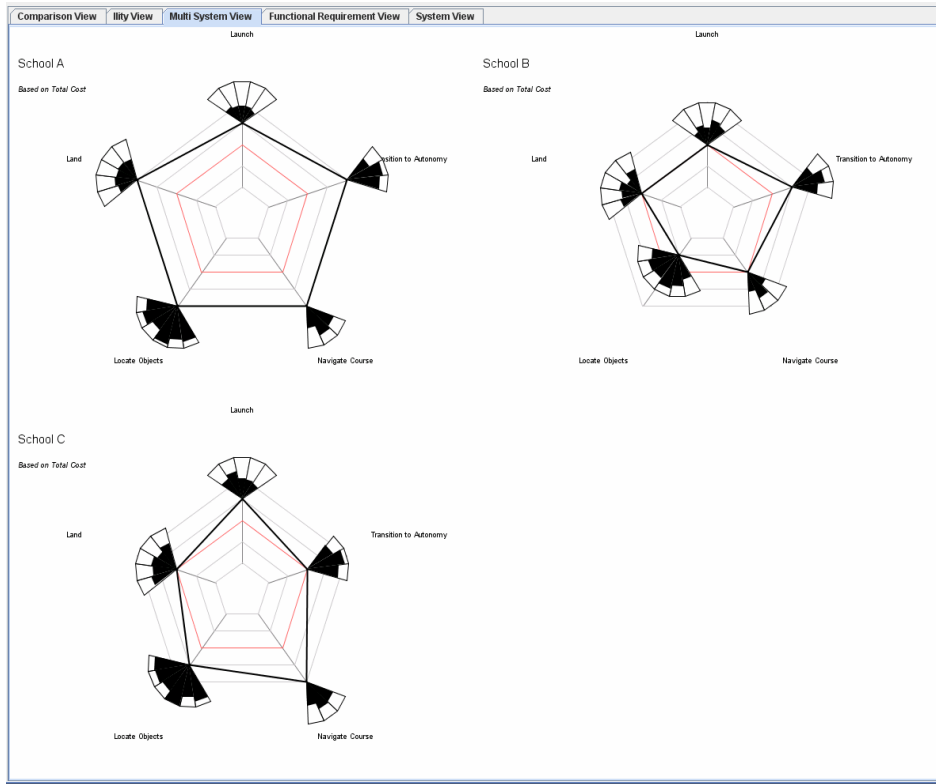 Comparison View Ility View Multi System View Functional Requirement View System View
Launch Launch
School A School B
Based on Total Cost Based on Total Cost
Land to Autonomy Land Transition to Autonomy
Locate Objects Navigate Course Locate Objects Navigate Course
Launch
School C
Based on Total Cost
Land Transition to Autonomy
Locate Objects Navigate Course